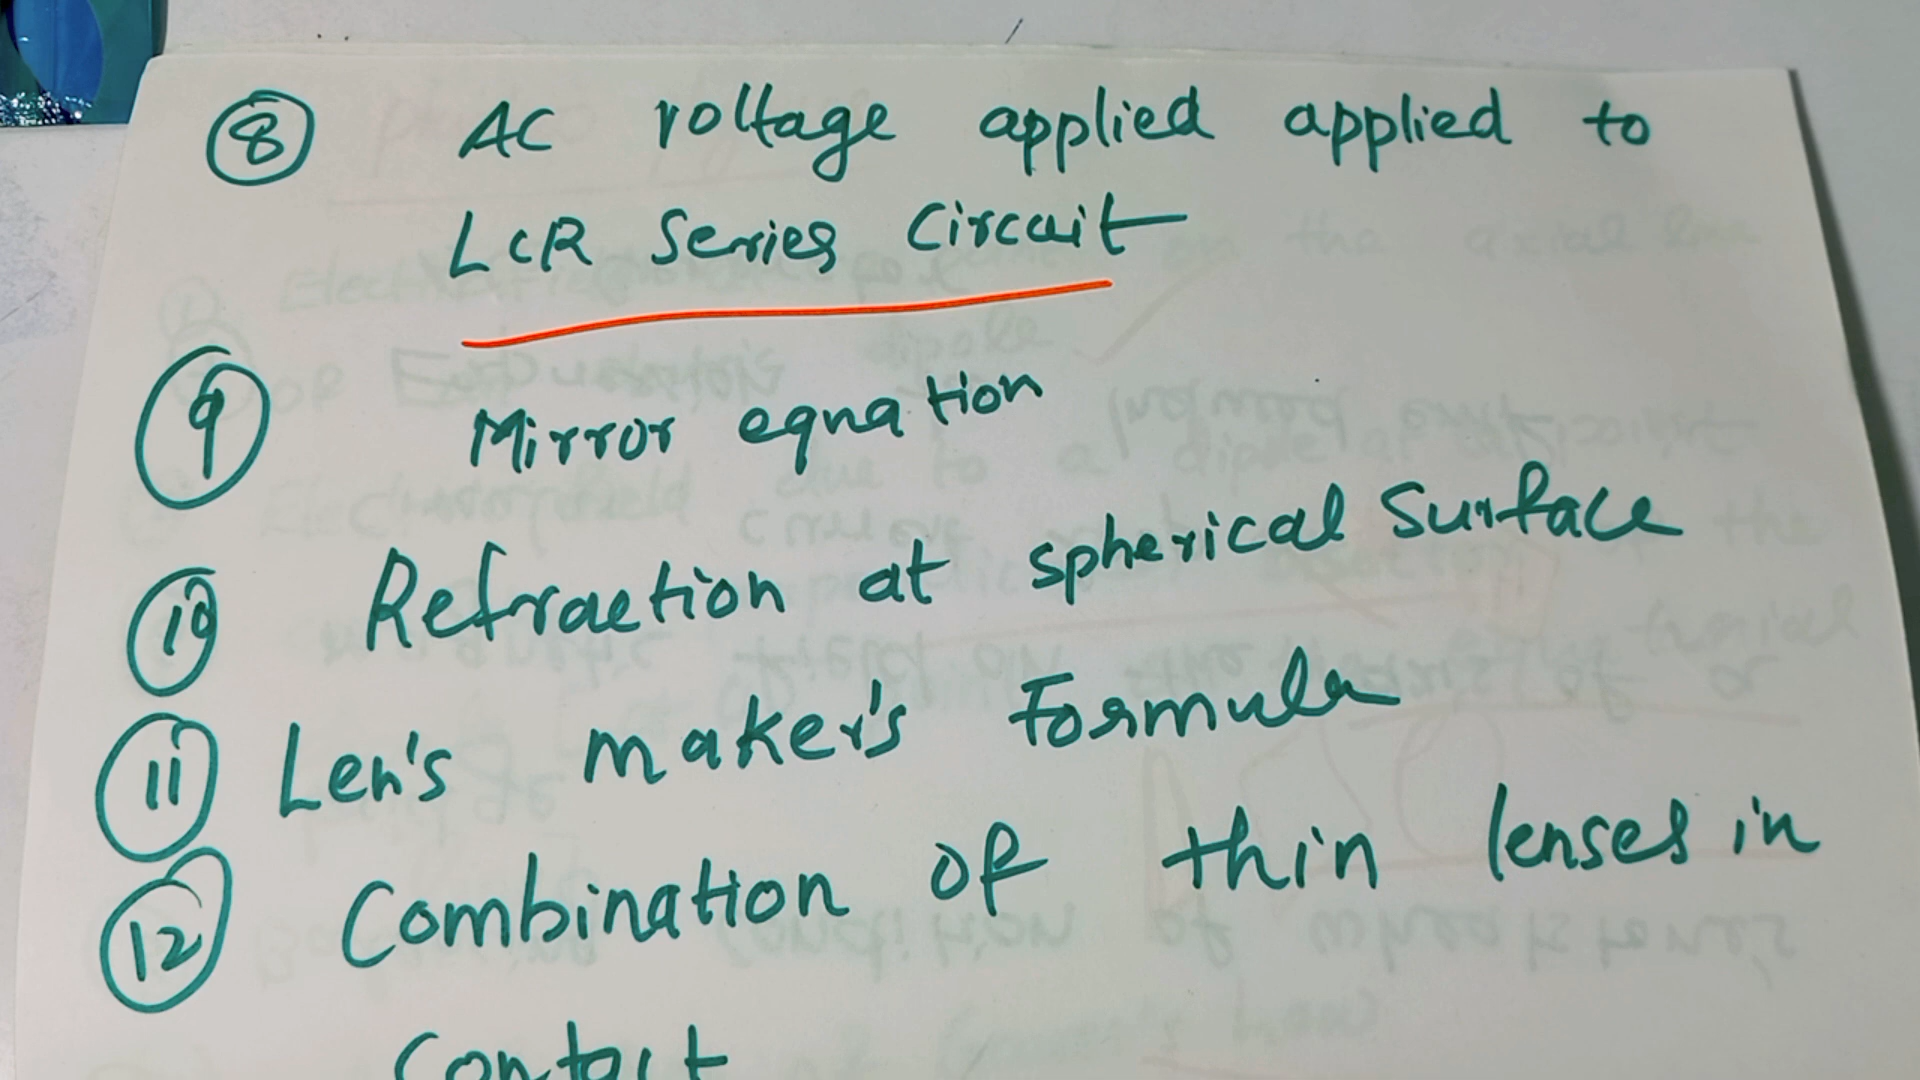 ⑧ AC voltage applied applied to
LCR Series Circuit
⑨ Mirror equation
⑩ Refraction at spherical Surface
⑪ Len's maker's Formula
⑫ Combination of thin lenses in
Contact